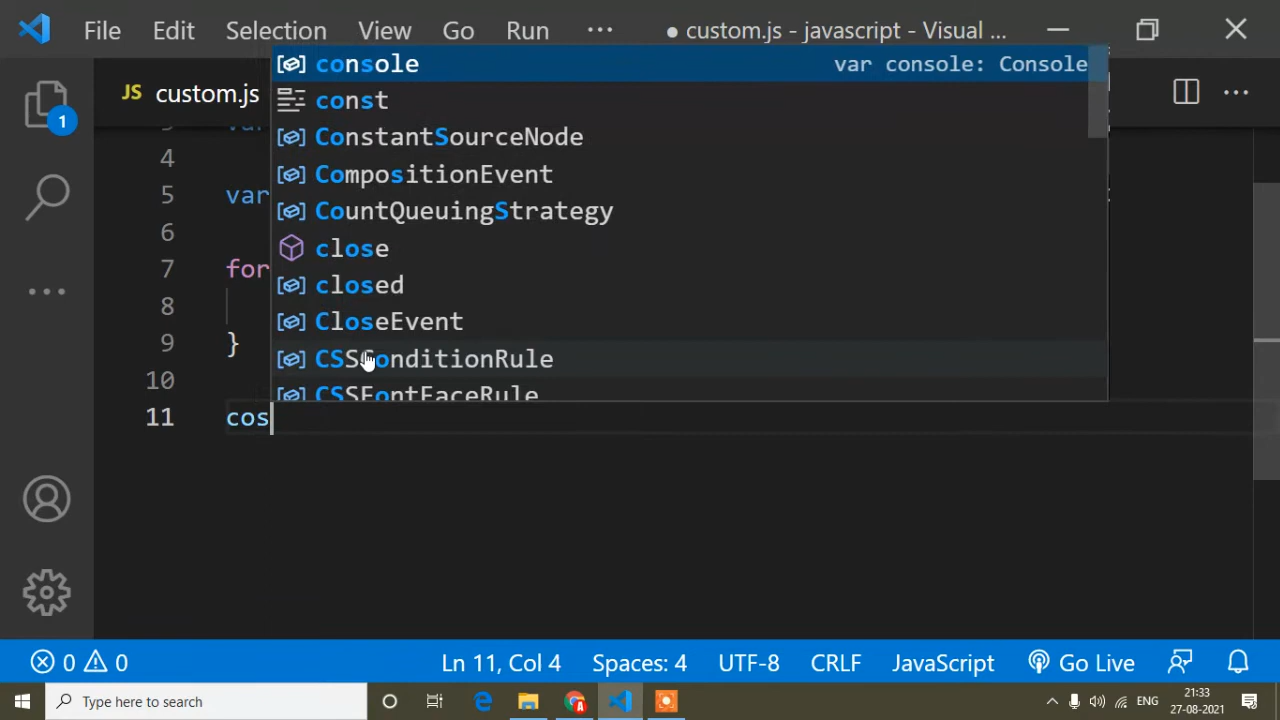 File Edit Selection View Go Run ··· ● custom.js - javascript - Visual ...
JS custom.js ···
1
console var console: Console
const
ConstantSourceNode
CompositionEvent
CountQueuingStrategy
close
closed
CloseEvent
CSSConditionRule
CSSFontFaceRule
var
4
5 var
6
7 for
8
9 }
10
11 cos
0 0 Ln 11, Col 4 Spaces: 4 UTF-8 CRLF JavaScript Go Live
Type here to search ENG 21:33
27-08-2021